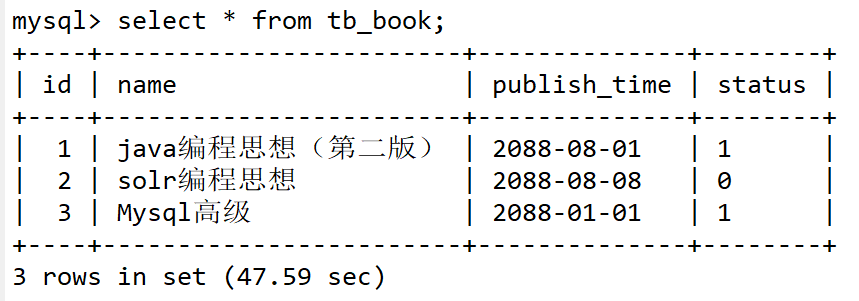 mysql> select * from tb_book;
+----+-------------------------+--------------+--------+
| id | name                    | publish_time | status |
+----+-------------------------+--------------+--------+
|  1 | java编程思想（第二版）  | 2088-08-01   | 1      |
|  2 | solr编程思想            | 2088-08-08   | 0      |
|  3 | Mysql高级               | 2088-01-01   | 1      |
+----+-------------------------+--------------+--------+
3 rows in set (47.59 sec)